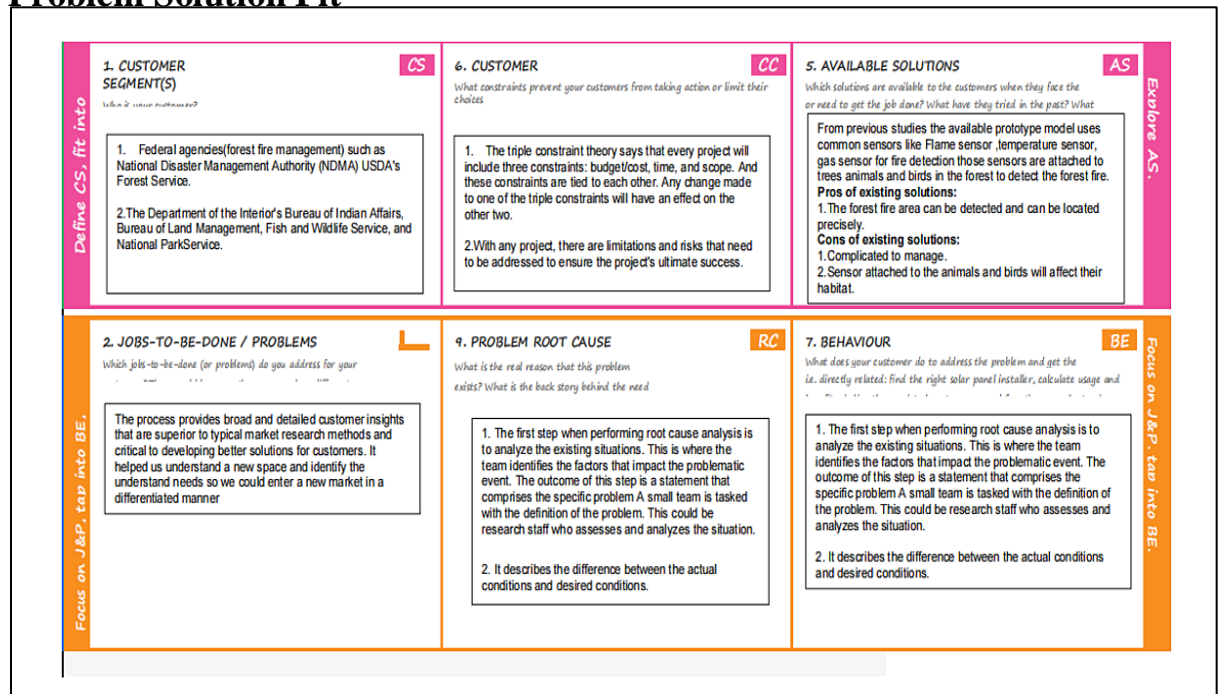 Problem Solution Fit
Define CS, fit into
1. CUSTOMER
SEGMENT(S)
CS
Who is your customer?
1. Federal agencies(forest fire management) such as
National Disaster Management Authority (NDMA) USDA's
Forest Service.
2.The Department of the Interior's Bureau of Indian Affairs,
Bureau of Land Management, Fish and Wildlife Service, and
National ParkService.
6. CUSTOMER
CC
What constraints prevent your customers from taking action or limit their
choices
1. The triple constraint theory says that every project will
include three constraints: budget/cost, time, and scope. And
these constraints are tied to each other. Any change made
to one of the triple constraints will have an effect on the
other two.
2.With any project, there are limitations and risks that need
to be addressed to ensure the project's ultimate success.
5. AVAILABLE SOLUTIONS
AS
Which solutions are available to the customers when they face the
or need to get the job done? What have they tried in the past? What
From previous studies the available prototype model uses
common sensors like Flame sensor ,temperature sensor,
gas sensor for fire detection those sensors are attached to
trees animals and birds in the forest to detect the forest fire.
Pros of existing solutions:
1.The forest fire area can be detected and can be located
precisely.
Cons of existing solutions:
1.Complicated to manage.
2.Sensor attached to the animals and birds will affect their
habitat.
Explore AS.
Focus on J&P, tap into BE,
2. JOBS-TO-BE-DONE / PROBLEMS
Which jobs-to-be-done (or problems) do you address for your
The process provides broad and detailed customer insights
that are superior to typical market research methods and
critical to developing better solutions for customers. It
helped us understand a new space and identify the
understand needs so we could enter a new market in a
differentiated manner
9. PROBLEM ROOT CAUSE
RC
What is the real reason that this problem
exists? What is the back story behind the need
1. The first step when performing root cause analysis is
to analyze the existing situations. This is where the
team identifies the factors that impact the problematic
event. The outcome of this step is a statement that
comprises the specific problem A small team is tasked
with the definition of the problem. This could be
research staff who assesses and analyzes the situation.
2. It describes the difference between the actual
conditions and desired conditions.
7. BEHAVIOUR
BE
What does your customer do to address the problem and get the
i.e. directly related: find the right solar panel installer, calculate usage and
1. The first step when performing root cause analysis is to
analyze the existing situations. This is where the team
identifies the factors that impact the problematic event. The
outcome of this step is a statement that comprises the
specific problem A small team is tasked with the definition of
the problem. This could be research staff who assesses and
analyzes the situation.
2. It describes the difference between the actual conditions
and desired conditions.
Focus on J&P, tap into BE.